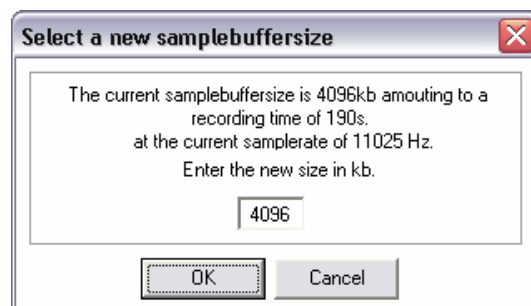 Select a new samplebuffersize
The current samplebuffersize is 4096kb amouting to a
recording time of 190s.
at the current samplerate of 11025 Hz.
Enter the new size in kb.
4096
OK Cancel